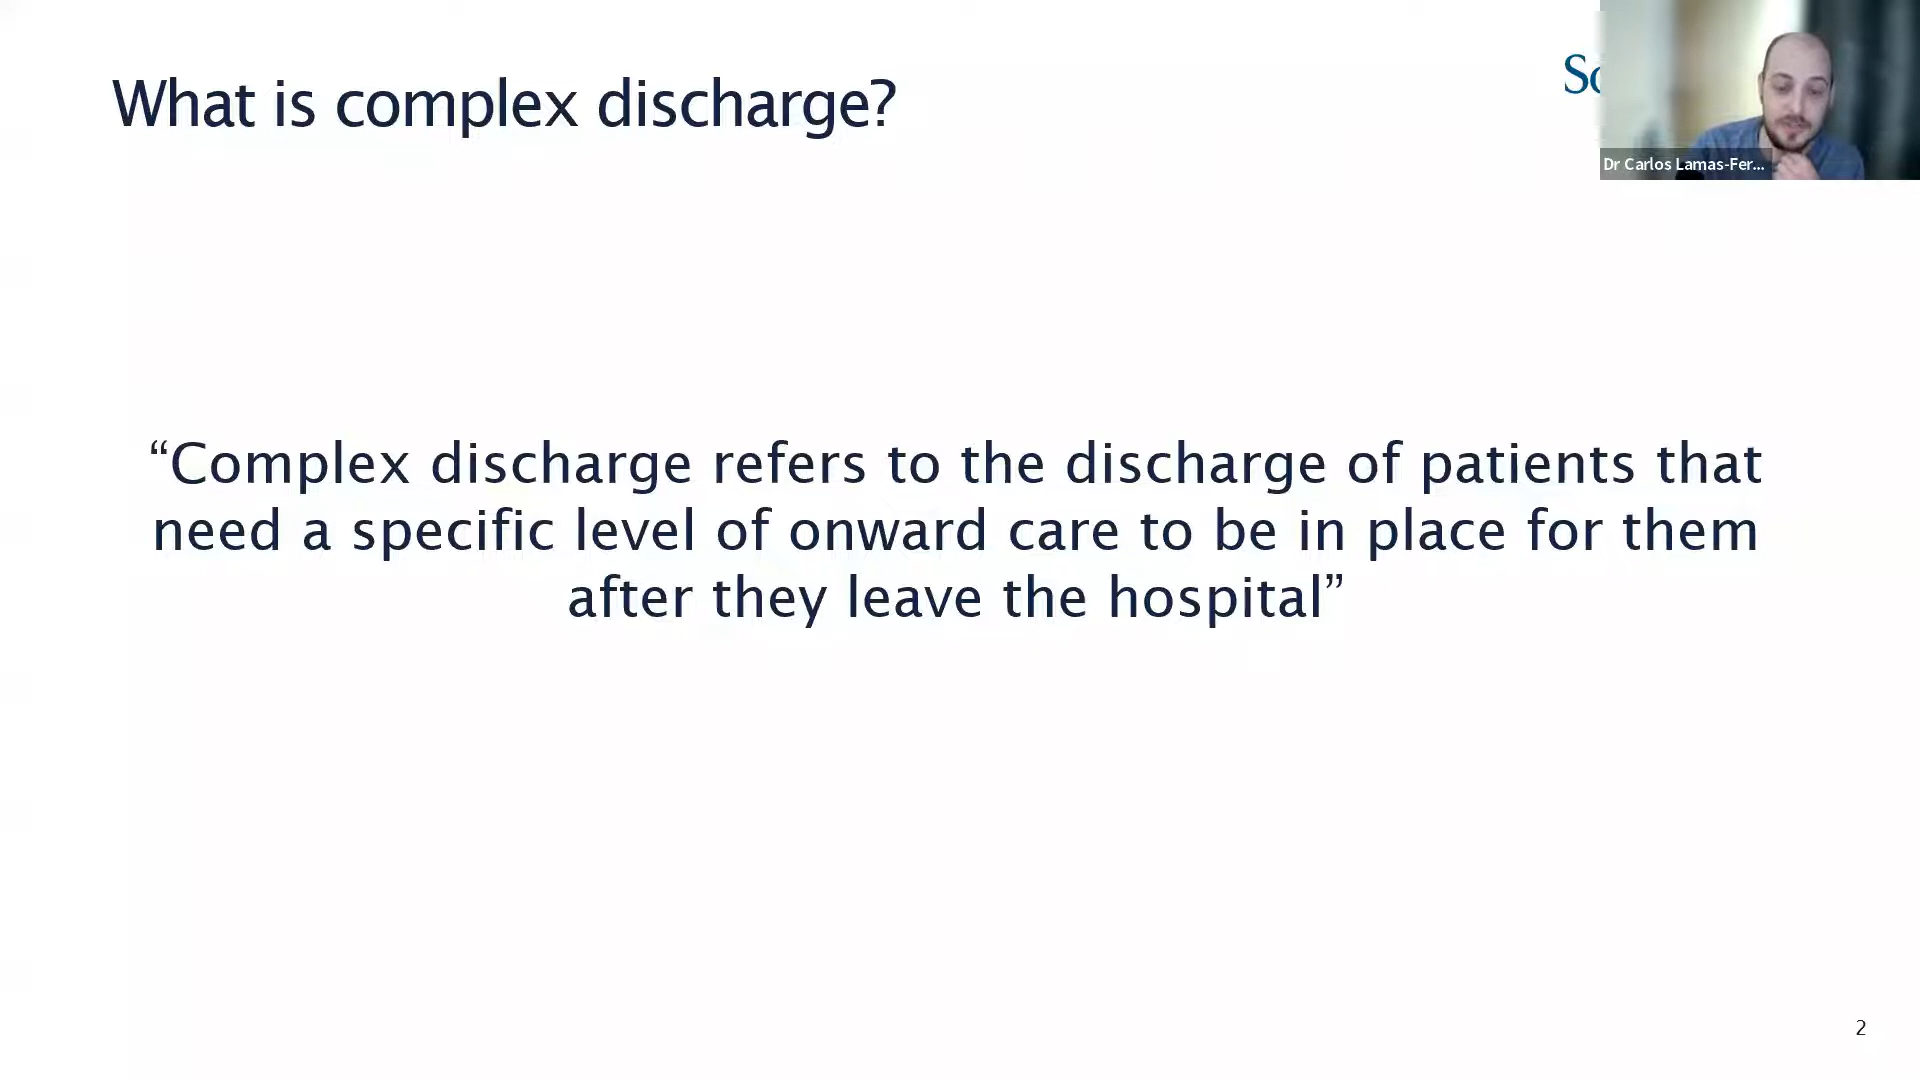 What is complex discharge?
Dr Carlos Lamas-Fer...
“Complex discharge refers to the discharge of patients that
need a specific level of onward care to be in place for them
after they leave the hospital”
2